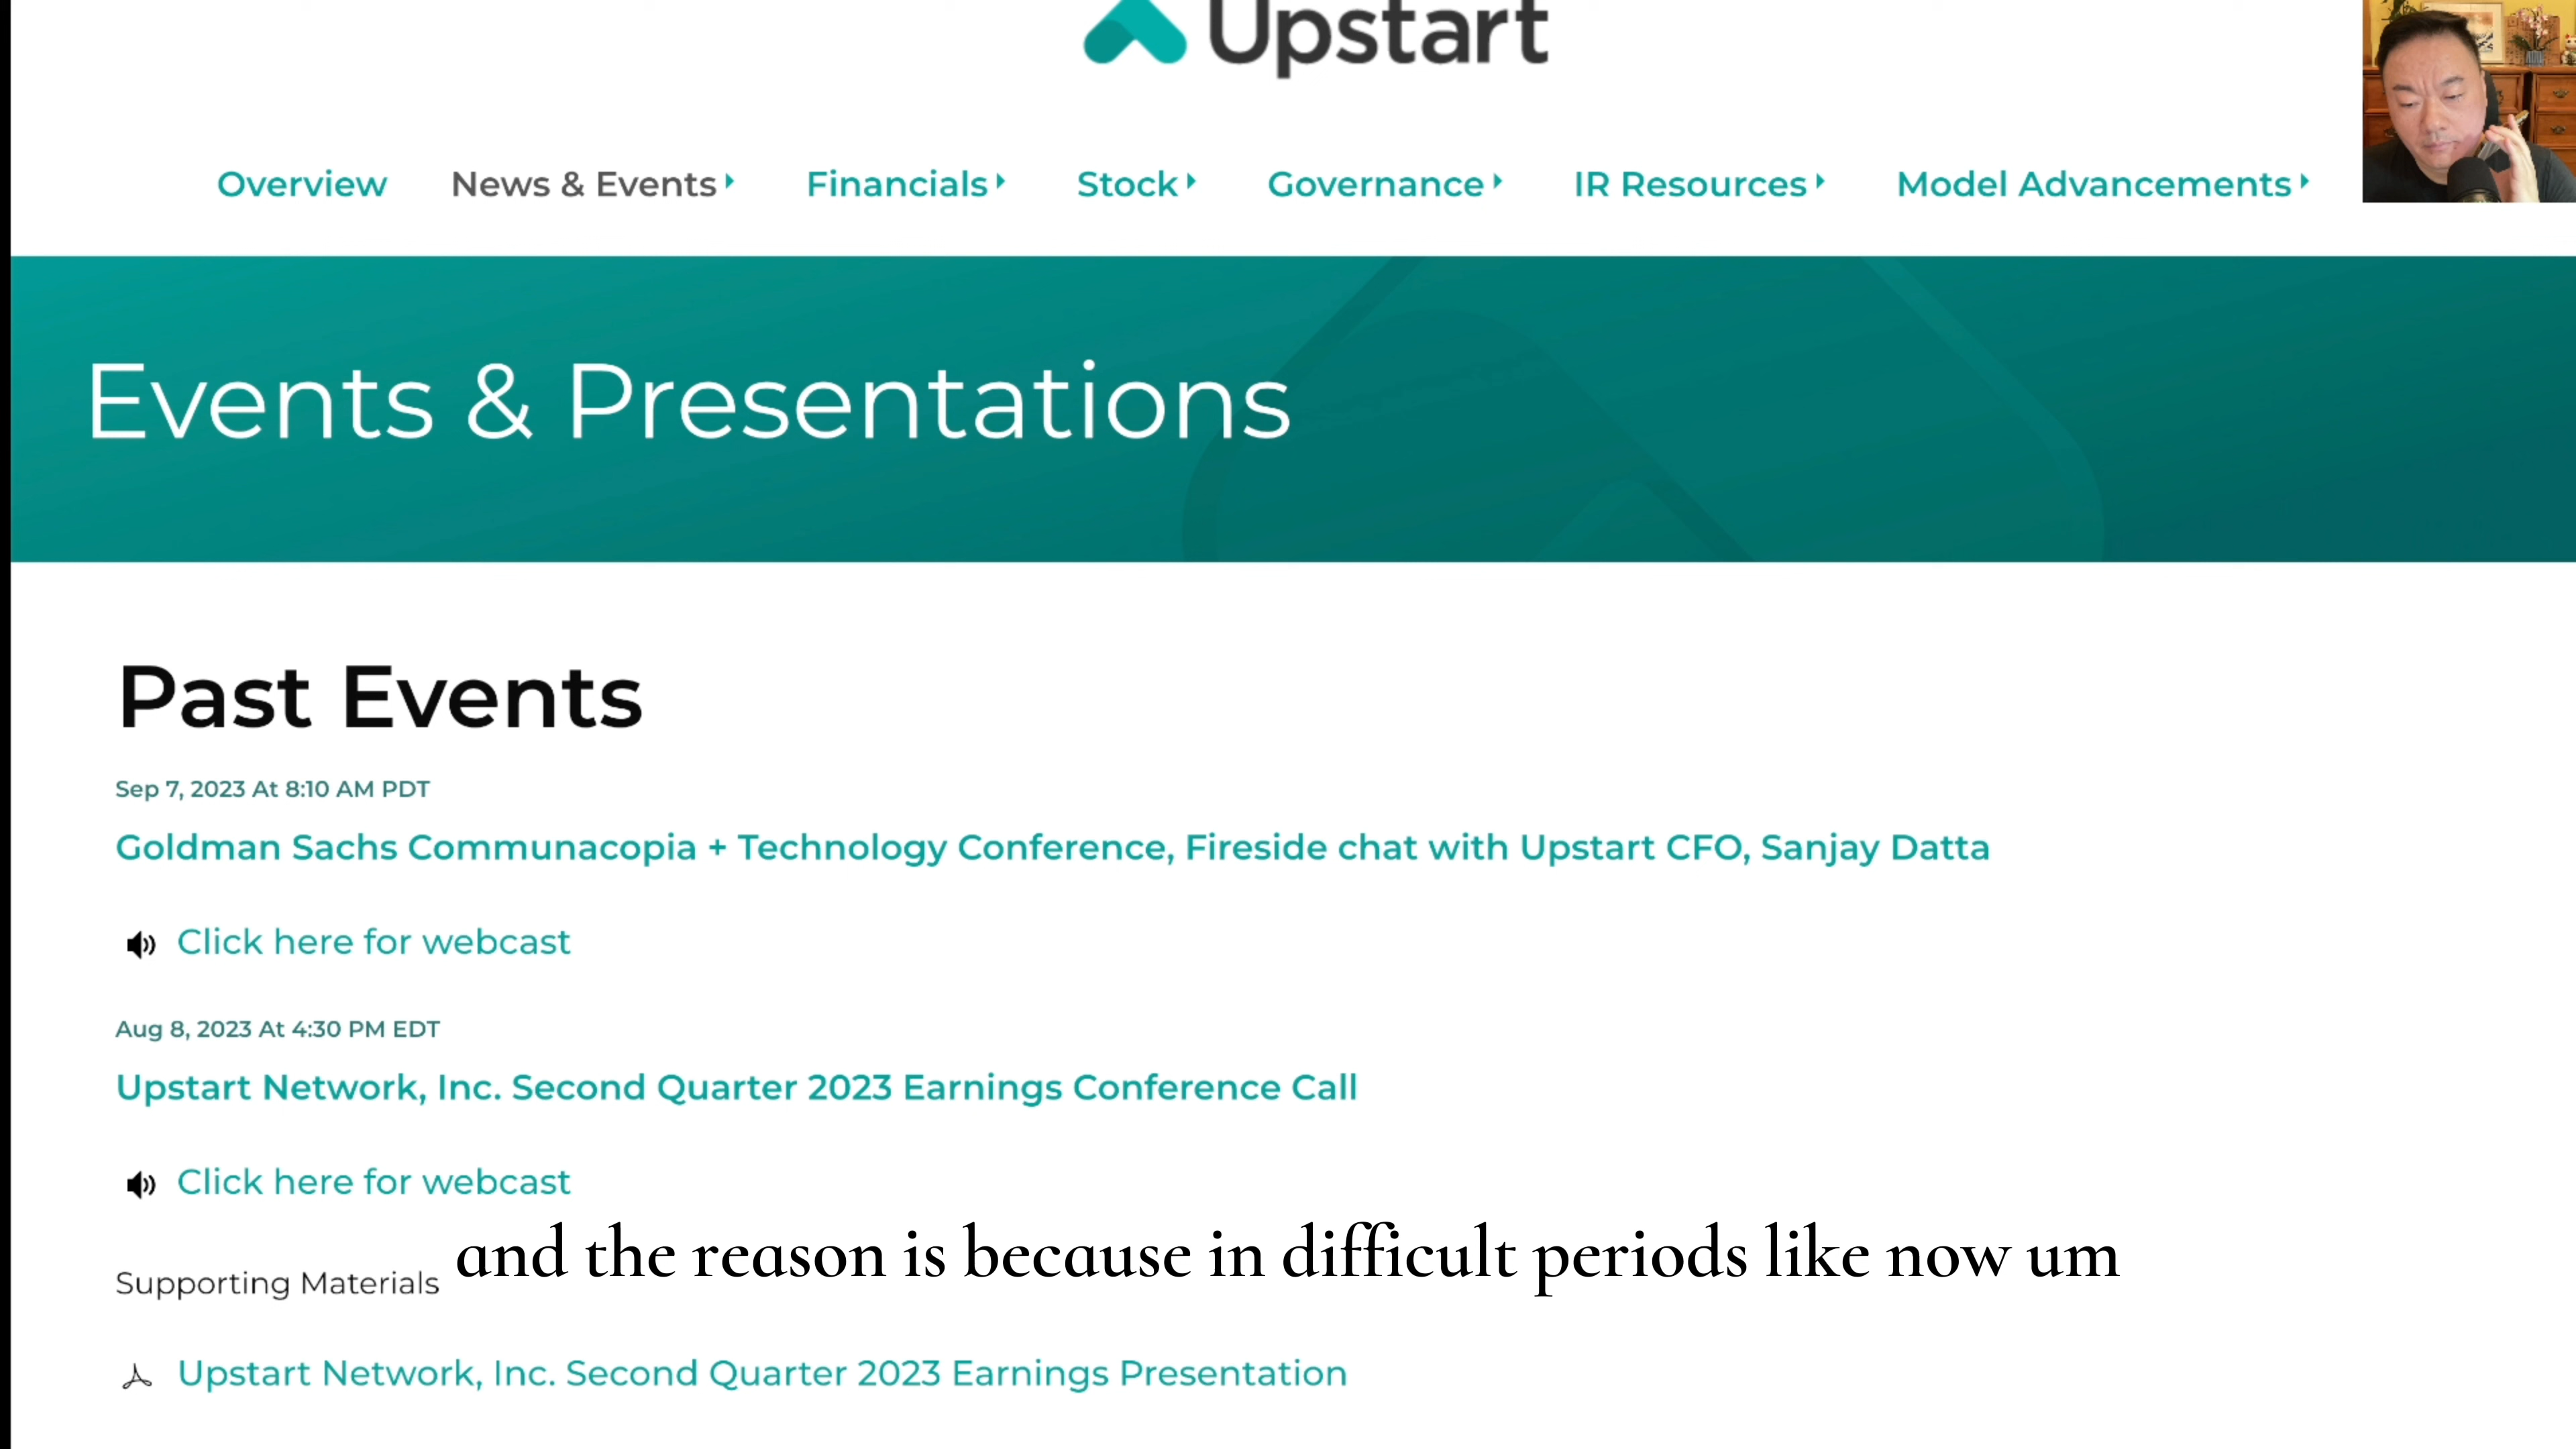 Upstart
Overview News & Events Financials Stock Governance IR Resources Model Advancements
Events & Presentations
Past Events
Sep 7, 2023 At 8:10 AM PDT
Goldman Sachs Communacopia + Technology Conference, Fireside chat with Upstart CFO, Sanjay Datta
Click here for webcast
Aug 8, 2023 At 4:30 PM EDT
Upstart Network, Inc. Second Quarter 2023 Earnings Conference Call
Click here for webcast
and the reason is because in difficult periods like now um
Supporting Materials
Upstart Network, Inc. Second Quarter 2023 Earnings Presentation